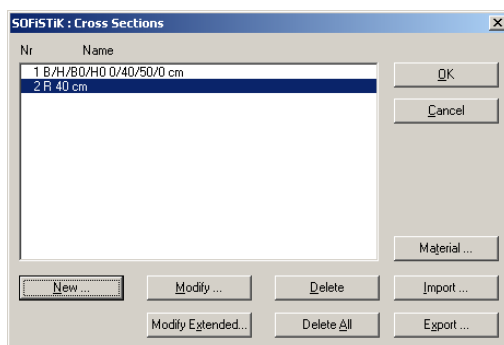 SOFiSTiK : Cross Sections
Nr Name
1 B/H/B0/H0 0/40/50/0 cm
2 R 40 cm
OK
Cancel
Material ...
New ... Modify ... Delete Import ...
Modify Extended... Delete All Export ...